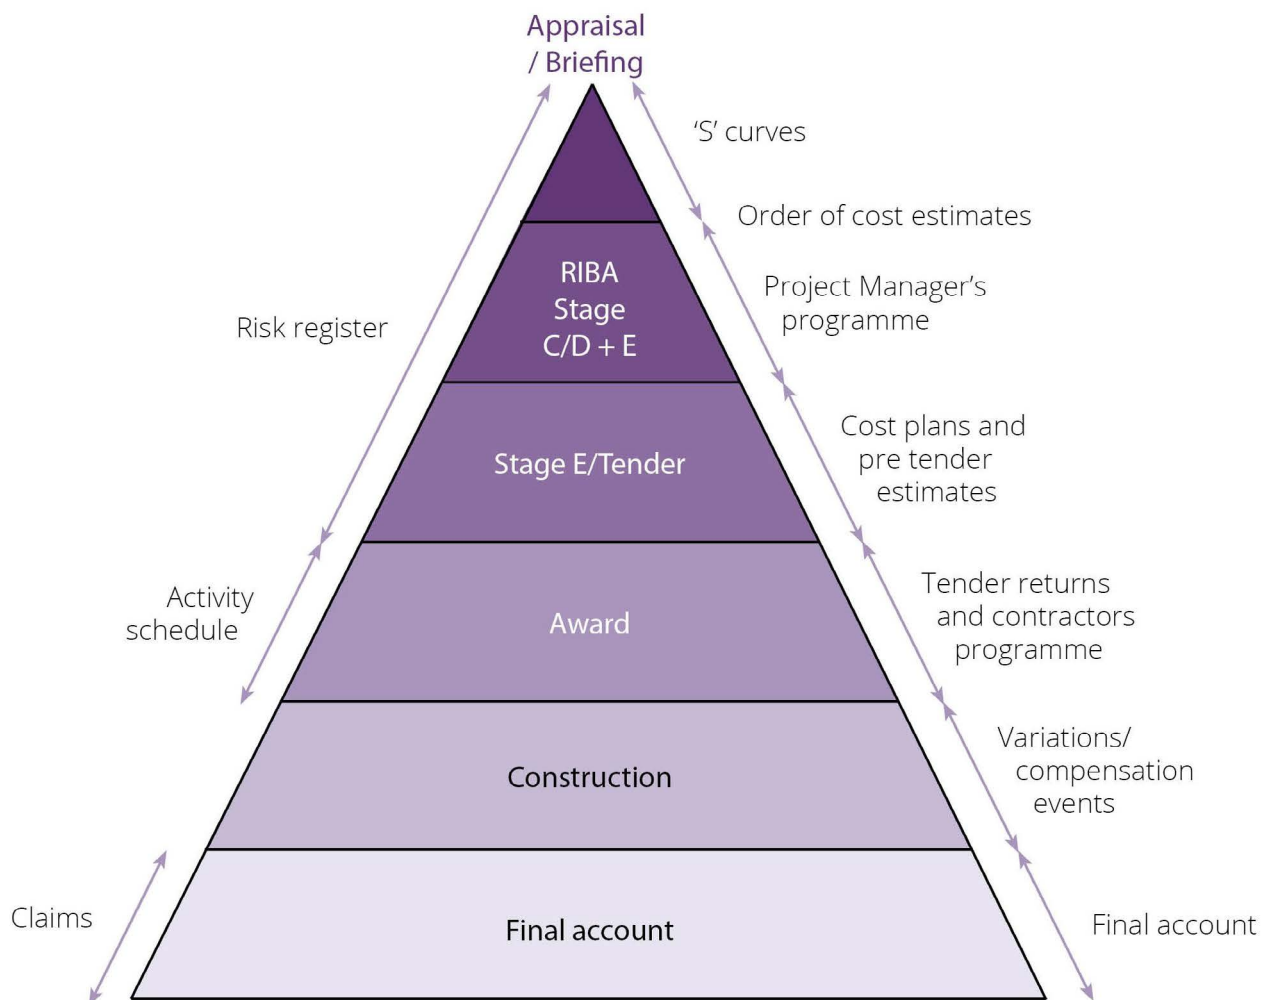 Appraisal
/ Briefing
‘S’ curves
Order of cost estimates
RIBA
Stage
C/D + E
Project Manager’s
programme
Risk register
Stage E/Tender
Cost plans and
pre tender
estimates
Activity
schedule
Award
Tender returns
and contractors
programme
Construction
Variations/
compensation
events
Claims
Final account
Final account